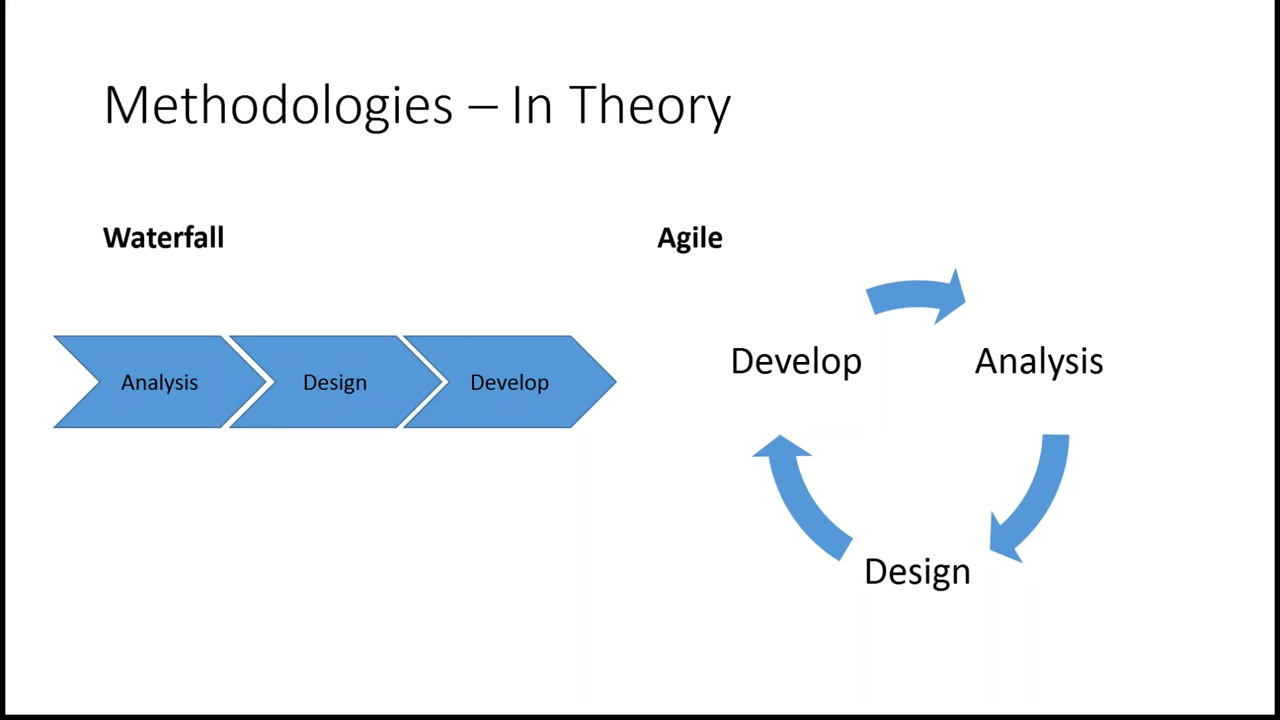 Methodologies – In Theory
Waterfall
Analysis
Design
Develop
Agile
Develop
Analysis
Design